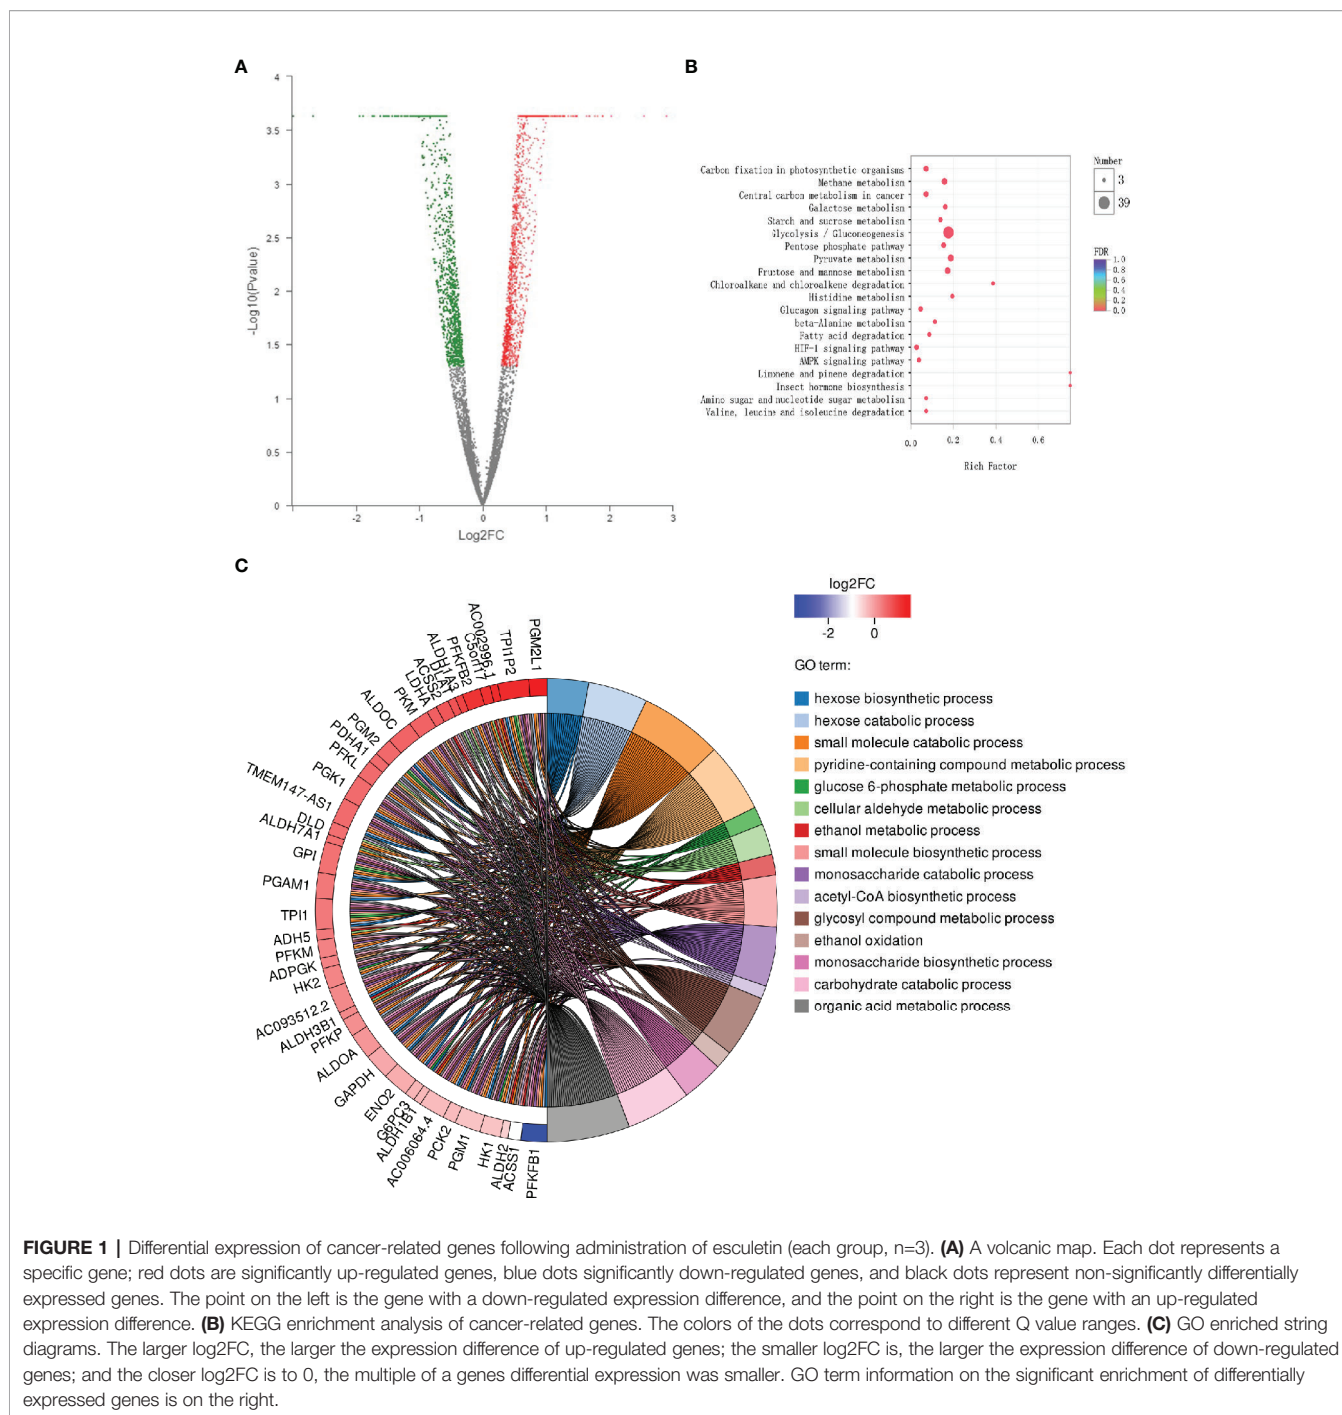 A
4
3.5
3
2.5
2
1.5
1
0.5
0
-Log10(Pvalue)
-2
-1
0
1
2
3
Log2FC
B
Carbon fixation in photosynthetic organisms
Methane metabolism
Central carbon metabolism in cancer
Galactose metabolism
Starch and sucrose metabolism
Glycolysis / Gluconeogenesis
Pentose phosphate pathway
Pyruvate metabolism
Fructose and mannose metabolism
Chloroalkane and chloroalkene degradation
Histidine metabolism
Glucagon signaling pathway
beta-Alanine metabolism
Fatty acid degradation
HIF-1 signaling pathway
AMPK signaling pathway
Limonene and pinene degradation
Insect hormone biosynthesis
Amino sugar and nucleotide sugar metabolism
Valine, leucine and isoleucine degradation
0.0
0.2
0.4
0.6
Rich Factor
Number
3
39
FDR
1.0
0.8
0.6
0.4
0.2
0.0
C
PGM2L1
TPI1P2
AC002996.1
C5orf17
PFKFB2
ALDH1A3
DLAT
ACSS2
LDHA
PKM
ALDOC
PGM2
PDHA1
PFKL
PGK1
TMEM147-AS1
DLD
ALDH7A1
GPI
PGAM1
TPI1
ADH5
PFKM
ADPGK
HK2
AC093512.2
ALDH3B1
PFKP
ALDOA
GAPDH
ENO2
G6PC3
ALDH1B1
AC006064.4
PCK2
PGM1
HK1
ALDH2
ACSS1
PFKFB1
log2FC
-2
0
GO term:
hexose biosynthetic process
hexose catabolic process
small molecule catabolic process
pyridine-containing compound metabolic process
glucose 6-phosphate metabolic process
cellular aldehyde metabolic process
ethanol metabolic process
small molecule biosynthetic process
monosaccharide catabolic process
acetyl-CoA biosynthetic process
glycosyl compound metabolic process
ethanol oxidation
monosaccharide biosynthetic process
carbohydrate catabolic process
organic acid metabolic process
FIGURE 1 | Differential expression of cancer-related genes following administration of esculetin (each group, n=3). (A) A volcanic map. Each dot represents a
specific gene; red dots are significantly up-regulated genes, blue dots significantly down-regulated genes, and black dots represent non-significantly differentially
expressed genes. The point on the left is the gene with a down-regulated expression difference, and the point on the right is the gene with an up-regulated
expression difference. (B) KEGG enrichment analysis of cancer-related genes. The colors of the dots correspond to different Q value ranges. (C) GO enriched string
diagrams. The larger log2FC, the larger the expression difference of up-regulated genes; the smaller log2FC is, the larger the expression difference of down-regulated
genes; and the closer log2FC is to 0, the multiple of a genes differential expression was smaller. GO term information on the significant enrichment of differentially
expressed genes is on the right.